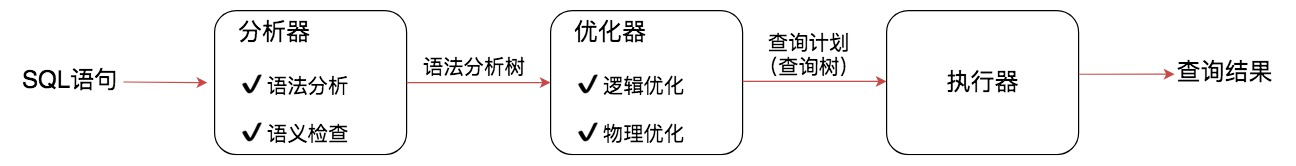 SQL语句
分析器
✔ 语法分析
✔ 语义检查
语法分析树
优化器
✔ 逻辑优化
✔ 物理优化
查询计划
（查询树）
执行器
查询结果